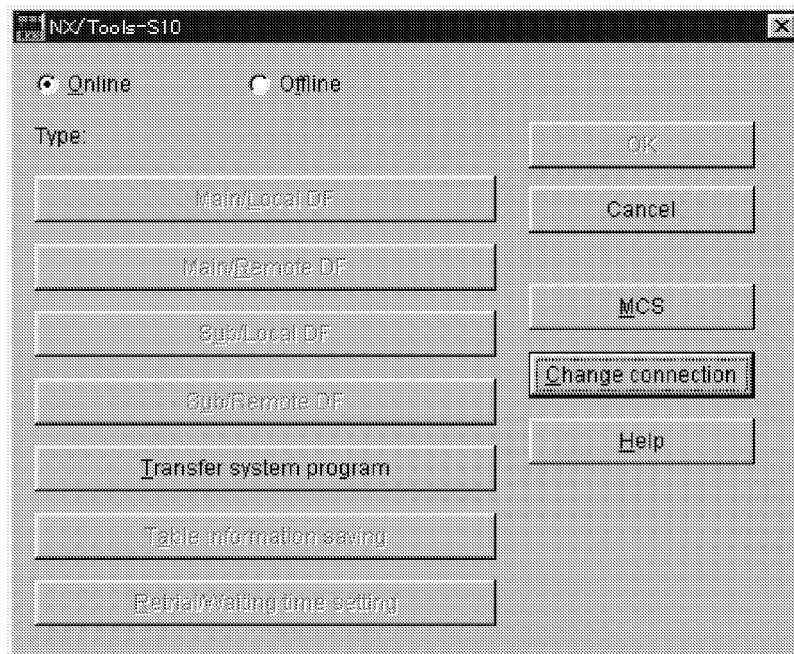 NX/Tools-S10
Online
Offline
Type:
Main/Local DF
Main/Remote DF
Sub/Local DF
Sub/Remote DF
Transfer system program
Table information saving
Retrial/Waiting time setting
OK
Cancel
MCS
Change connection
Help